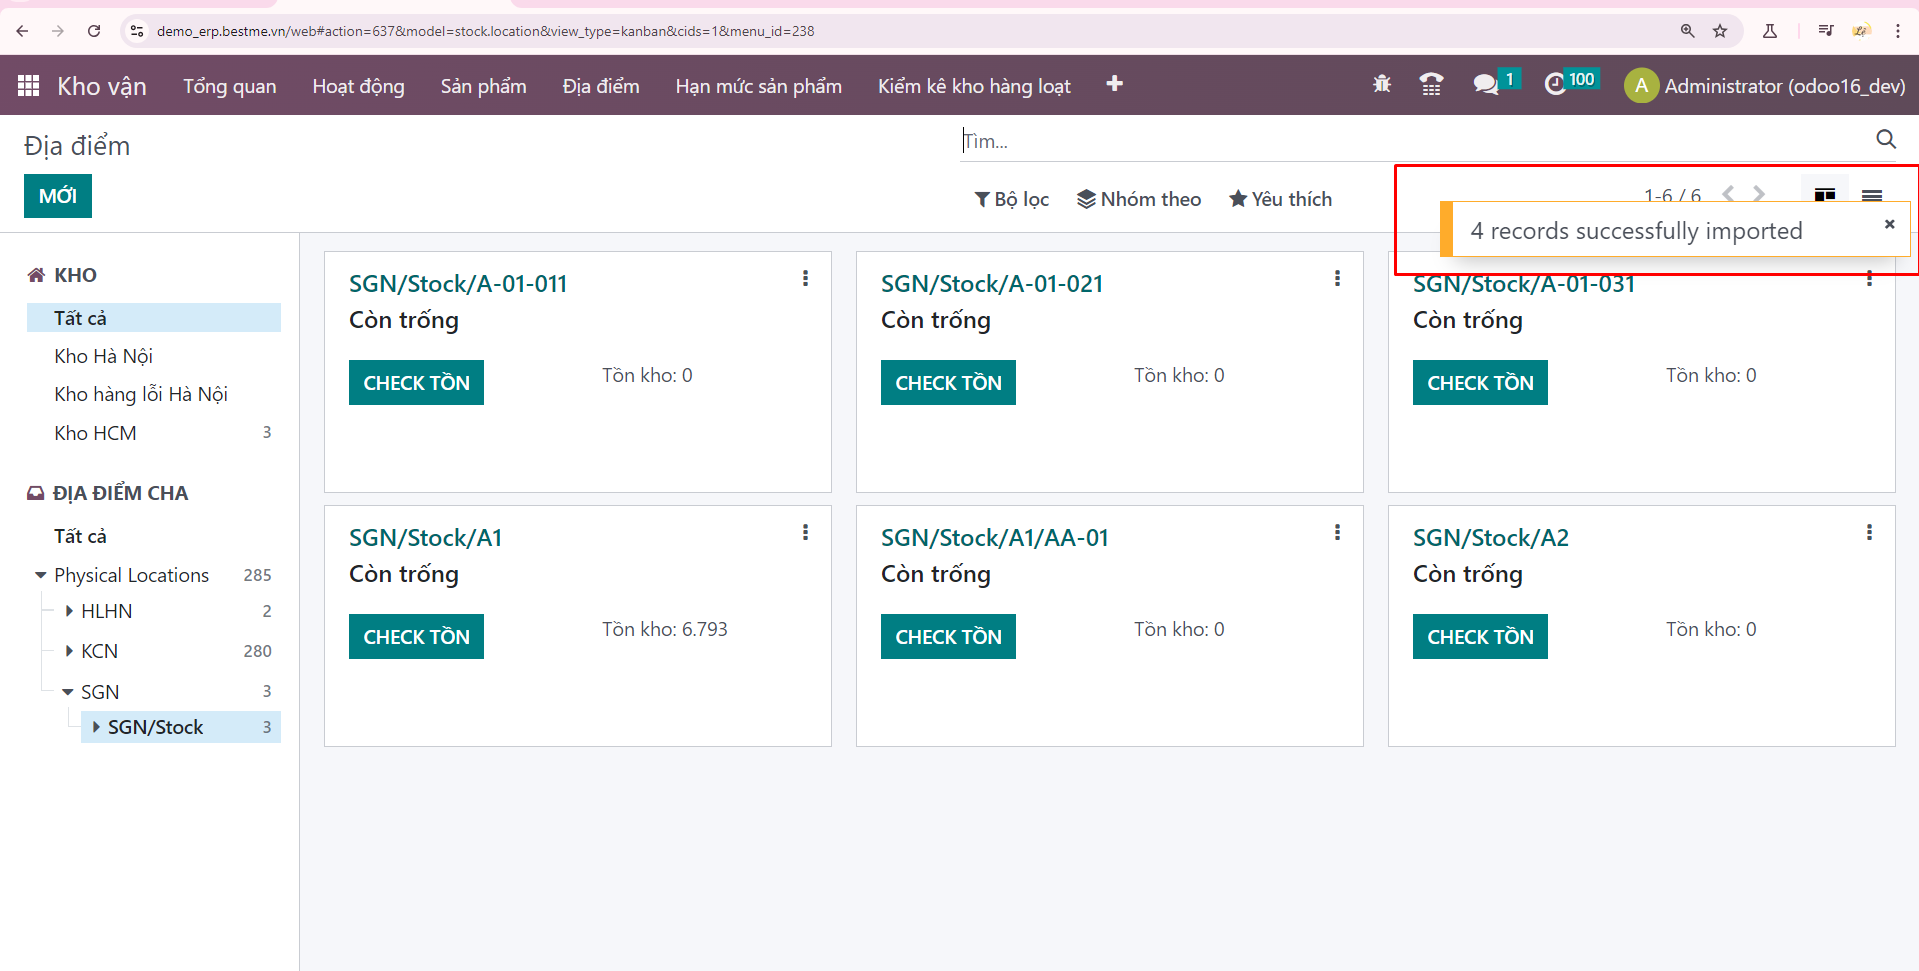 demo_erp.bestme.vn/web#action=637&model=stock.location&view_type=kanban&cids=1&menu_id=238
Kho vận
Tổng quan
Hoạt động
Sản phẩm
Địa điểm
Hạn mức sản phẩm
Kiểm kê kho hàng loạt
1
100
A
Administrator (odoo16_dev)
Địa điểm
Tìm...
MỚI
Bộ lọc
Nhóm theo
Yêu thích
1-6 / 6
4 records successfully imported
KHO
Tất cả
Kho Hà Nội
Kho hàng lỗi Hà Nội
Kho HCM 3
ĐỊA ĐIỂM CHA
Tất cả
Physical Locations 285
HLHN 2
KCN 280
SGN 3
SGN/Stock 3
SGN/Stock/A-01-011
Còn trống
CHECK TỒN
Tồn kho: 0
SGN/Stock/A-01-021
Còn trống
CHECK TỒN
Tồn kho: 0
SGN/Stock/A-01-031
Còn trống
CHECK TỒN
Tồn kho: 0
SGN/Stock/A1
Còn trống
CHECK TỒN
Tồn kho: 6.793
SGN/Stock/A1/AA-01
Còn trống
CHECK TỒN
Tồn kho: 0
SGN/Stock/A2
Còn trống
CHECK TỒN
Tồn kho: 0